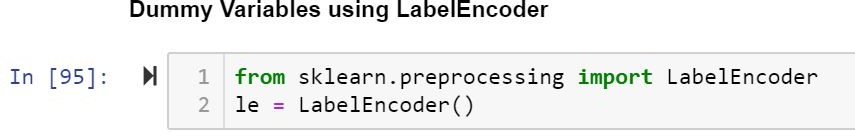 Dummy Variables using LabelEncoder
In [95]:
1 from sklearn.preprocessing import LabelEncoder
2 le = LabelEncoder()